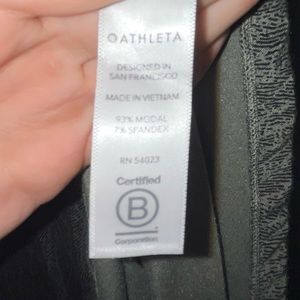 ATHLETA
DESIGNED IN
SAN FRANCISCO
MADE IN VIETNAM
93% MODAL
7% SPANDEX
RN 54023
Certified
B
Corporation